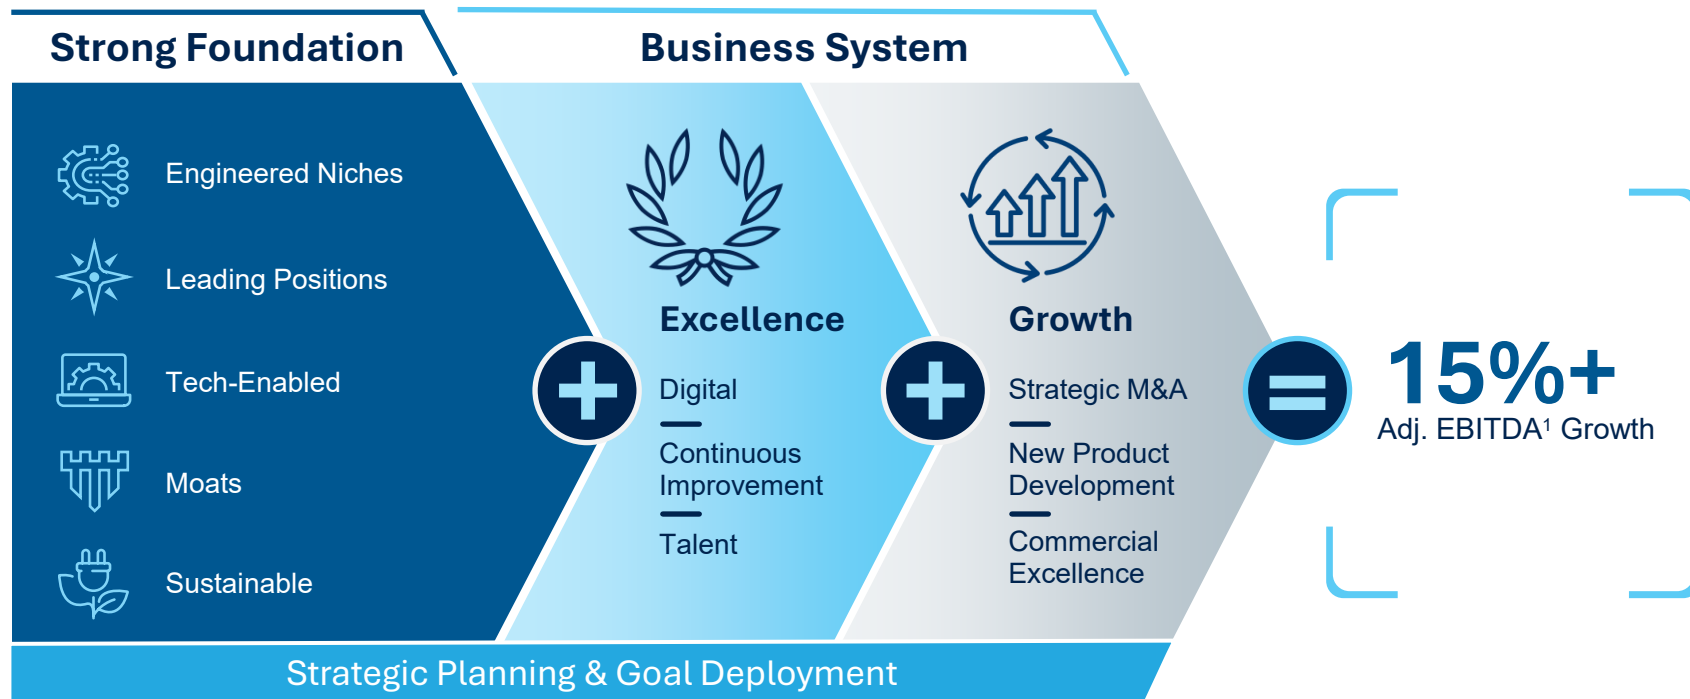 Strong Foundation
Business System
Engineered Niches
Leading Positions
Tech-Enabled
Moats
Sustainable
Excellence
Digital
Continuous
Improvement
Talent
Growth
Strategic M&A
New Product
Development
Commercial
Excellence
15%+
Adj. EBITDA¹ Growth
Strategic Planning & Goal Deployment